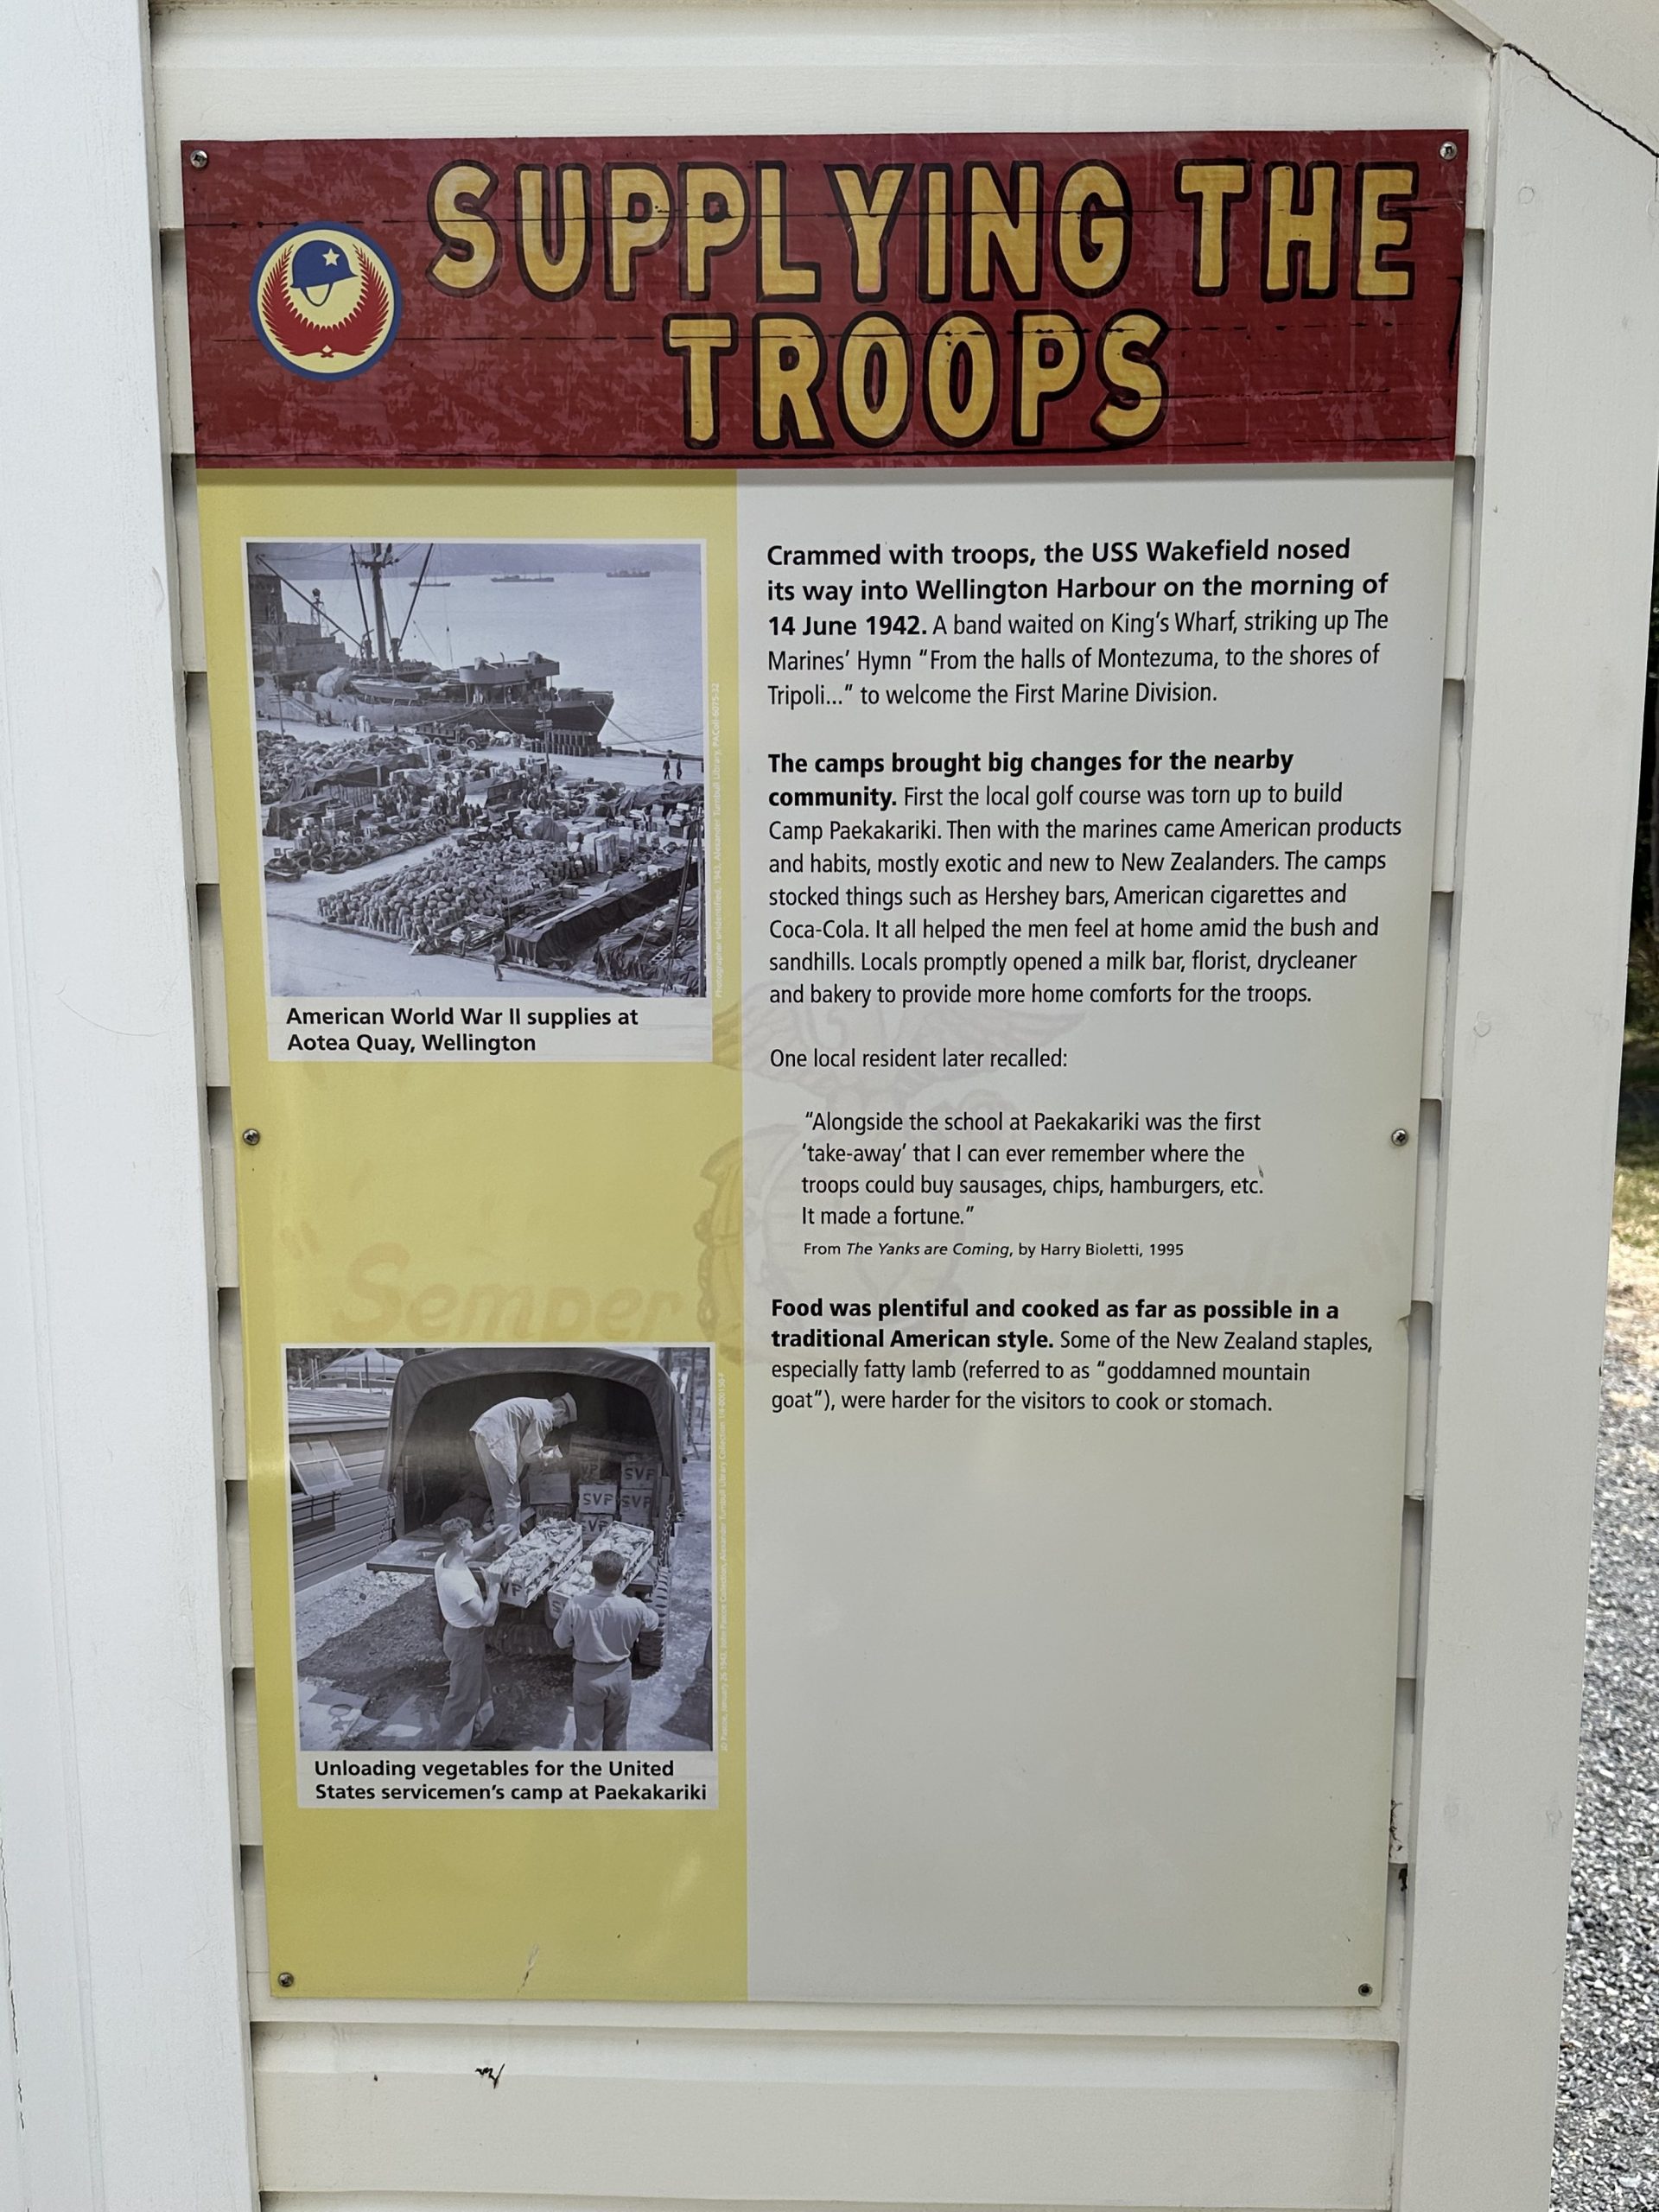 SUPPLYING THE
TROOPS
Crammed with troops, the USS Wakefield nosed
its way into Wellington Harbour on the morning of
14 June 1942. A band waited on King's Wharf, striking up The
Marines' Hymn "From the halls of Montezuma, to the shores of
Tripoli..." to welcome the First Marine Division.
The camps brought big changes for the nearby
community. First the local golf course was torn up to build
Camp Paekakariki. Then with the marines came American products
and habits, mostly exotic and new to New Zealanders. The camps
stocked things such as Hershey bars, American cigarettes and
Coca-Cola. It all helped the men feel at home amid the bush and
sandhills. Locals promptly opened a milk bar, florist, drycleaner
and bakery to provide more home comforts for the troops.
One local resident later recalled:
"Alongside the school at Paekakariki was the first
'take-away' that I can ever remember where the
troops could buy sausages, chips, hamburgers, etc.
It made a fortune."
From The Yanks are Coming, by Harry Bioletti, 1995
Food was plentiful and cooked as far as possible in a
traditional American style. Some of the New Zealand staples,
especially fatty lamb (referred to as "goddamned mountain
goat"), were harder for the visitors to cook or stomach.
American World War II supplies at
Aotea Quay, Wellington
"Semper
SVP
SVP
SVP
Unloading vegetables for the United
States servicemen's camp at Paekakariki